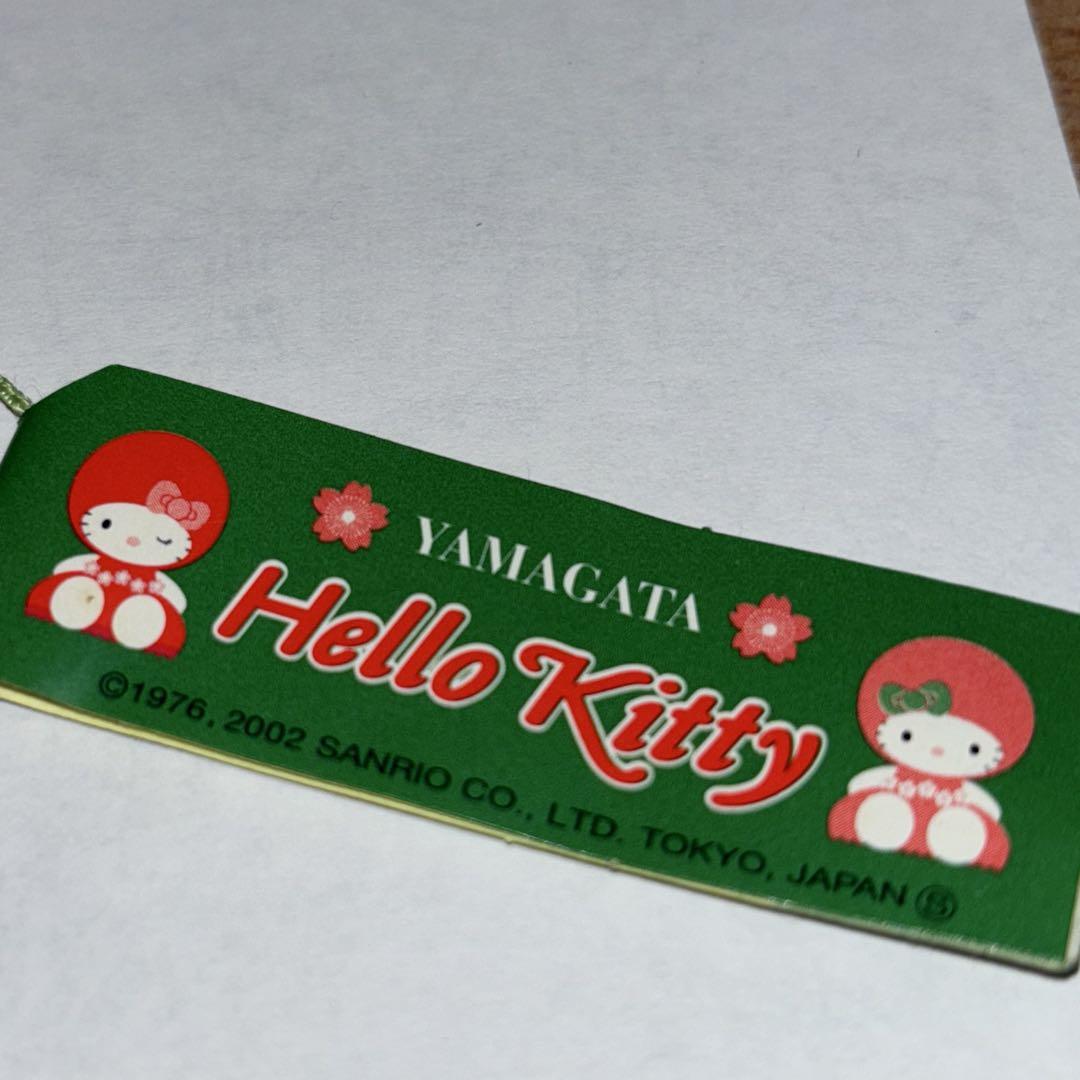 YAMAGATA
Hello Kitty
©1976, 2002 SANRIO CO., LTD. TOKYO, JAPAN Ⓢ